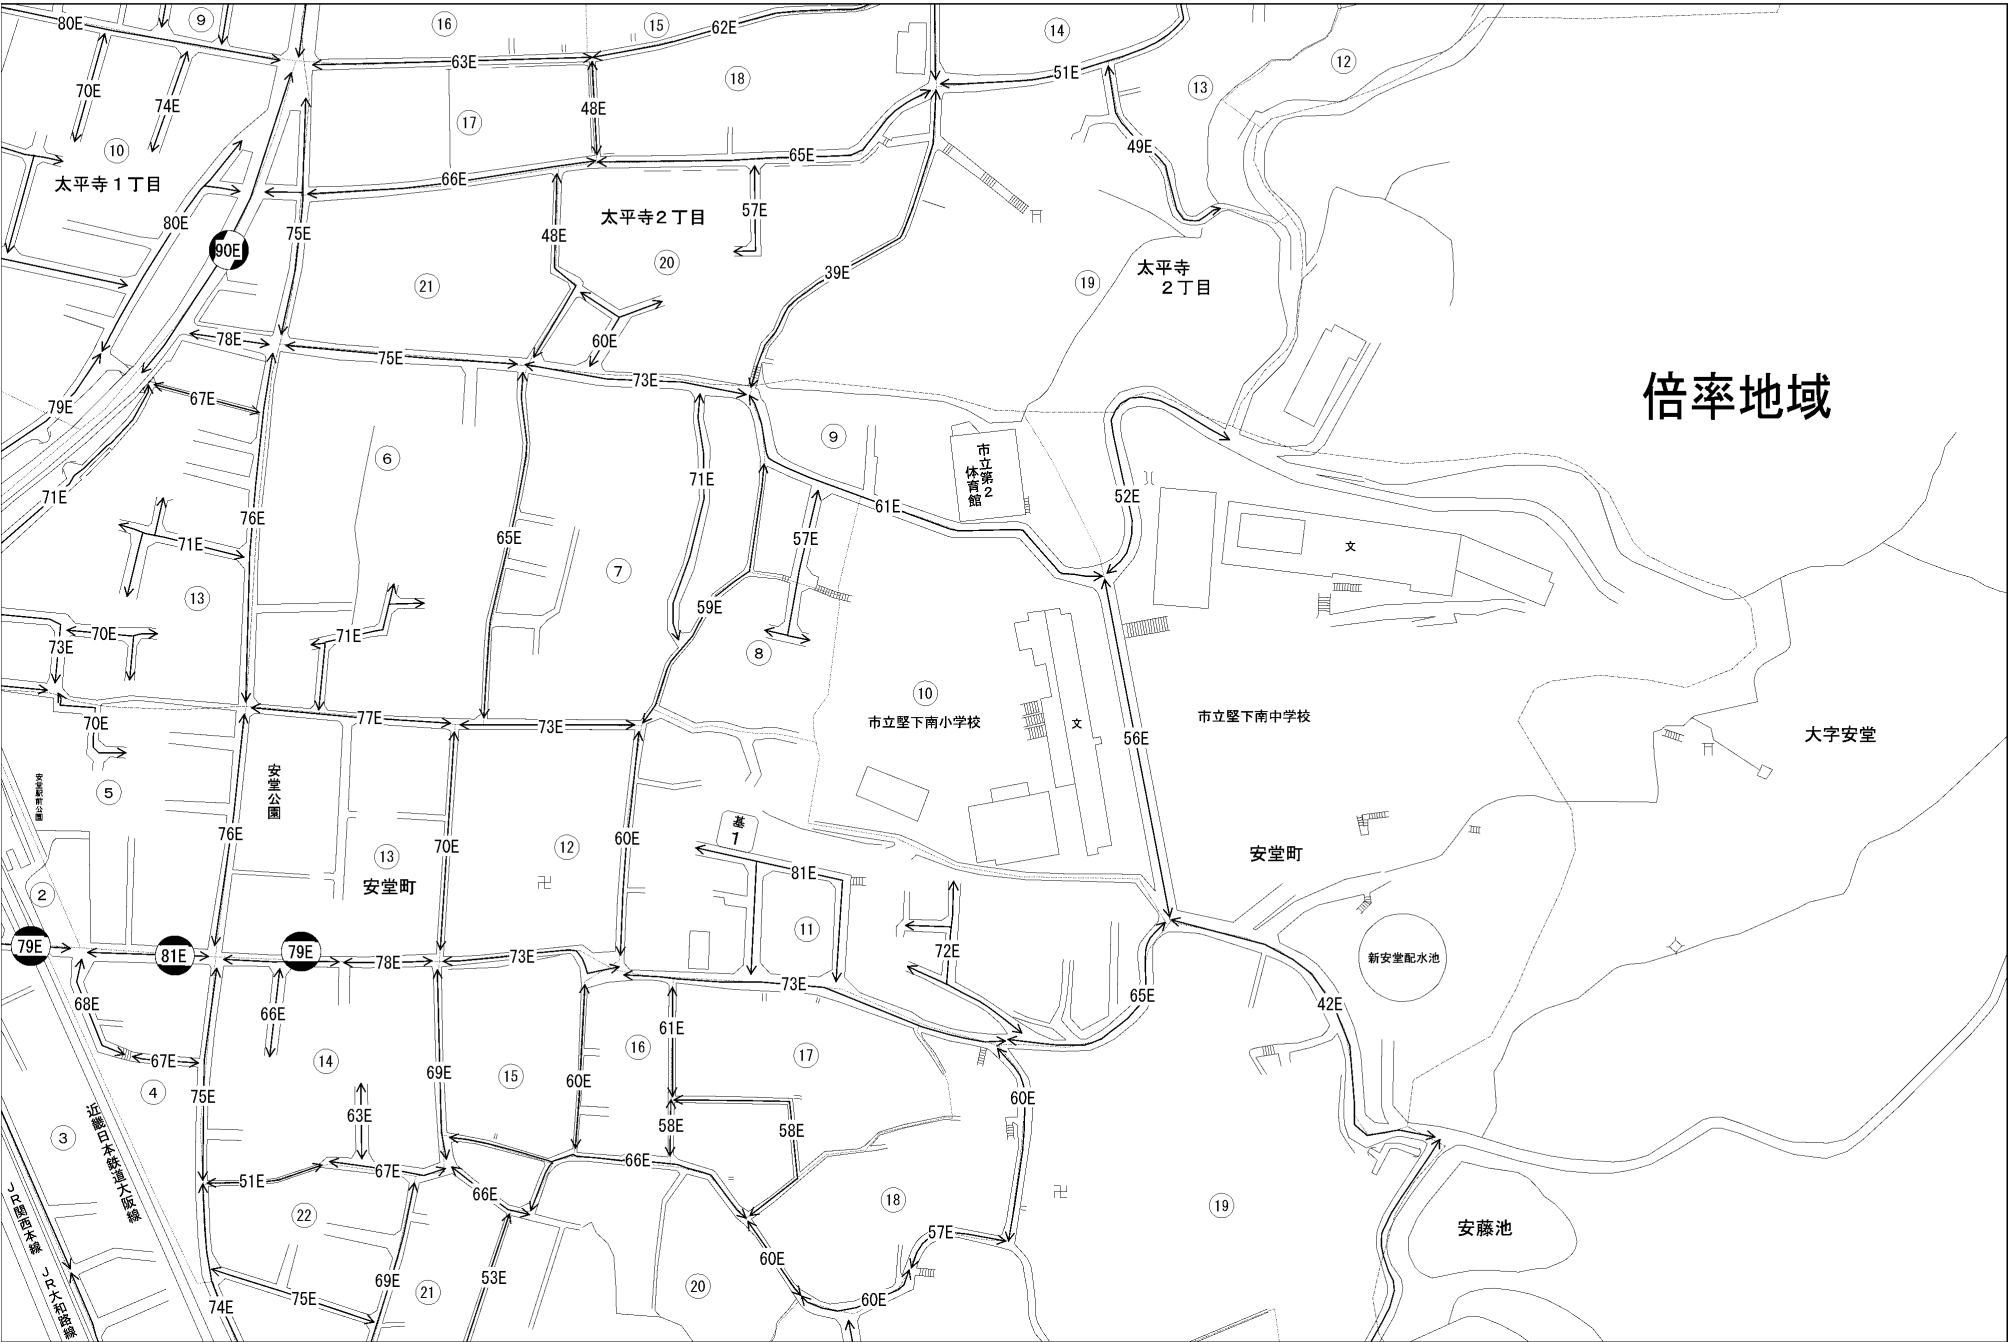 80E
⑨
⑯
⑮
62E
⑭
63E
⑫
70E
74E
48E
⑱
51E
⑬
⑰
⑩
65E
49E
太平寺1丁目
66E
太平寺2丁目
80E
75E
48E
57E
90E
⑳
39E
太平寺
2丁目
㉑
⑲
78E
75E
60E
73E
67E
倍率地域
79E
⑥
⑨
71E
71E
市立第2
体育館
52E
76E
61E
71E
65E
57E
文
⑦
⑬
59E
70E
71E
73E
⑧
⑩
市立堅下南小学校
文
市立堅下南中学校
大字安堂
70E
77E
73E
56E
安堂駅前公園
⑤
安堂公園
76E
70E
60E
基
1
⑬
安堂町
⑫
81E
安堂町
②
⑪
79E
81E
79E
78E
73E
72E
新安堂配水池
73E
65E
42E
68E
66E
61E
67E
⑭
⑯
⑰
69E
⑮
60E
④
75E
63E
58E
58E
60E
③
近畿日本鉄道大阪線
51E
67E
66E
66E
JR関西本線 JR大和路線
㉒
⑱
⑲
57E
安藤池
60E
69E
53E
㉑
⑳
75E
74E
60E